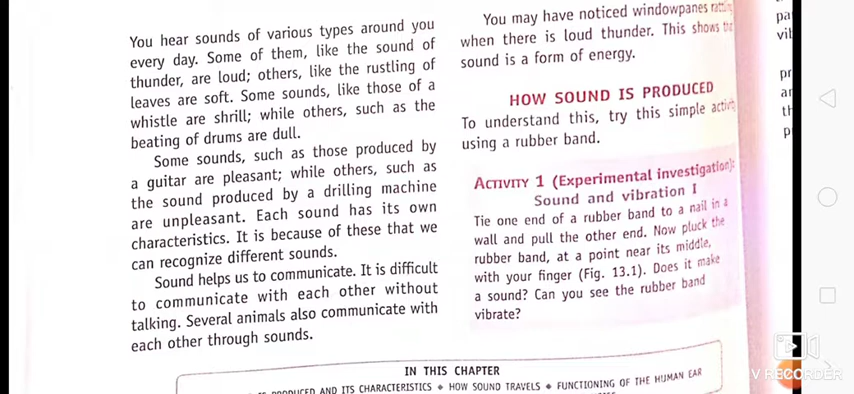 You hear sounds of various types around you
every day. Some of them, like the sound of
thunder, are loud; others, like the rustling of
leaves are soft. Some sounds, like those of a
whistle are shrill; while others, such as the
beating of drums are dull.
Some sounds, such as those produced by
a guitar are pleasant; while others, such as
the sound produced by a drilling machine
are unpleasant. Each sound has its own
characteristics. It is because of these that we
can recognize different sounds.
Sound helps us to communicate. It is difficult
to communicate with each other without
talking. Several animals also communicate with
each other through sounds.
You may have noticed windowpanes
when there is loud thunder. This shows
sound is a form of energy.
HOW SOUND IS PRODUCED
To understand this, try this simple activity
using a rubber band.
ACTIVITY 1 (Experimental investigation):
Sound and vibration I
Tie one end of a rubber band to a nail in a
wall and pull the other end. Now pluck the
rubber band, at a point near its middle,
with your finger (Fig. 13.1). Does it make
a sound? Can you see the rubber band
vibrate?
IN THIS CHAPTER
PRODUCED AND ITS CHARACTERISTICS ◆ HOW SOUND TRAVELS ◆ FUNCTIONING OF THE HUMAN EAR
V RECORDER